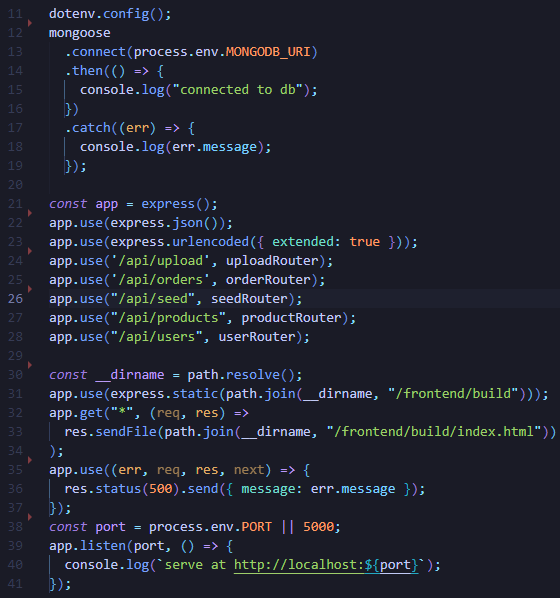 11 dotenv.config();
12 mongoose
13   .connect(process.env.MONGODB_URI)
14   .then(() => {
15     console.log("connected to db");
16   })
17   .catch((err) => {
18     console.log(err.message);
19   });
20
21 const app = express();
22 app.use(express.json());
23 app.use(express.urlencoded({ extended: true }));
24 app.use('/api/upload', uploadRouter);
25 app.use('/api/orders', orderRouter);
26 app.use("/api/seed", seedRouter);
27 app.use("/api/products", productRouter);
28 app.use("/api/users", userRouter);
29
30 const __dirname = path.resolve();
31 app.use(express.static(path.join(__dirname, "/frontend/build")));
32 app.get("*", (req, res) =>
33   res.sendFile(path.join(__dirname, "/frontend/build/index.html"))
34 );
35 app.use((err, req, res, next) => {
36   res.status(500).send({ message: err.message });
37 });
38 const port = process.env.PORT || 5000;
39 app.listen(port, () => {
40   console.log(`serve at http://localhost:${port}`);
41 });